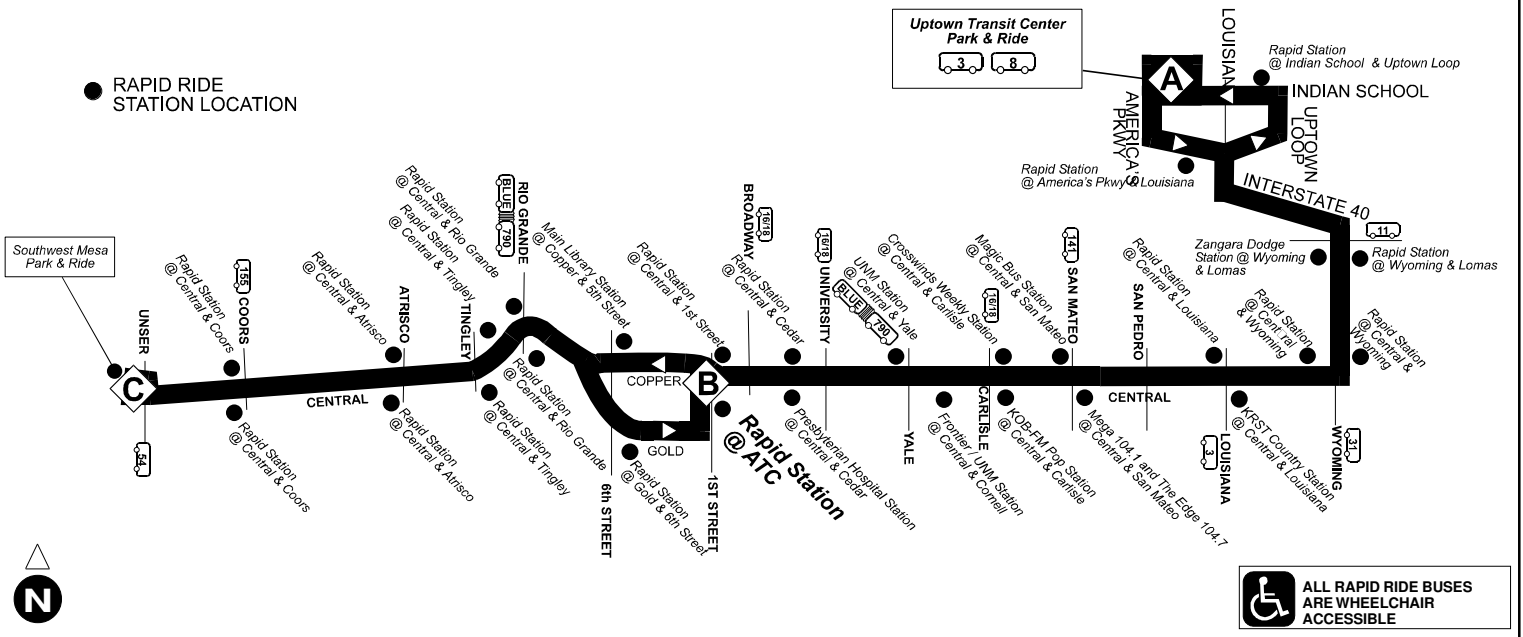 Uptown Transit Center
Park & Ride
3 8
LOUISIAN
Rapid Station
@ Indian School & Uptown Loop
A
INDIAN SCHOOL
AMERICA'S
PKWY
UPTOWN
LOOP
Rapid Station
@ America's Pkwy & Louisiana
INTERSTATE 40
11
Zangara Dodge
Station @ Wyoming
& Lomas
Rapid Station
@ Wyoming & Lomas
RAPID RIDE
STATION LOCATION
Southwest Mesa
Park & Ride
C
UNSER
54
Rapid Station
@ Central & Coors
155
COORS
Rapid Station
@ Central & Coors
CENTRAL
Rapid Station
@ Central & Atrisco
ATRISCO
Rapid Station
@ Central & Atrisco
Rapid Station
@ Central & Rio Grande
Rapid Station
@ Central & Tingley
TINGLEY
Rapid Station
@ Central & Tingley
BLUE 790
RIO GRANDE
Rapid Station
@ Central & Rio Grande
Main Library Station
@ Copper & 5th Street
COPPER
GOLD
6th STREET
Rapid Station
@ Gold & 6th Street
Rapid Station
@ Central & 1st Street
B
1ST STREET
Rapid Station
@ ATC
BROADWAY
16/18
Rapid Station
@ Central & Cedar
Presbyterian Hospital Station
@ Central & Cedar
16/18
UNIVERSITY
BLUE 790
UNM Station
@ Central & Yale
YALE
Frontier / UNM Station
@ Central & Cornell
Crosswinds Weekly Station
@ Central & Carlisle
16/18
CARLISLE
KOB-FM Pop Station
@ Central & Carlisle
Magic Bus Station
@ Central & San Mateo
141
SAN MATEO
Mega 104.1 and The Edge 104.7
@ Central & San Mateo
SAN PEDRO
CENTRAL
Rapid Station
@ Central & Louisiana
3
LOUISIANA
KRST Country Station
@ Central & Louisiana
Rapid Station
@ Central
& Wyoming
WYOMING
31
Rapid Station
@ Central &
Wyoming
N
ALL RAPID RIDE BUSES
ARE WHEELCHAIR
ACCESSIBLE